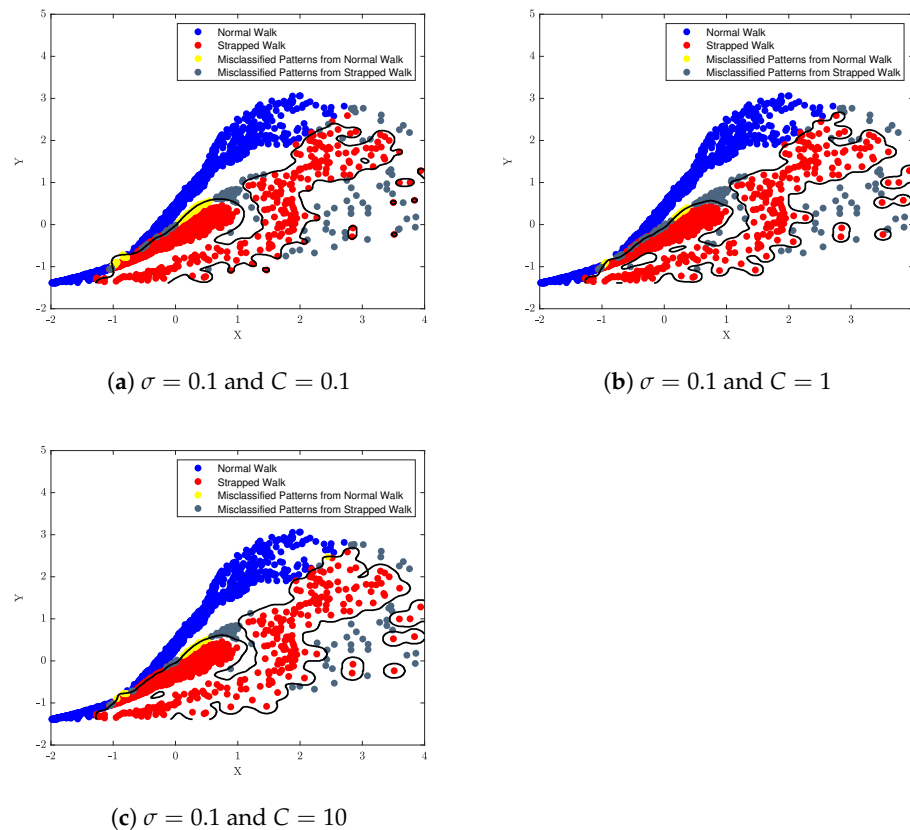 5
4
3
2
1
0
-1
-2
Y
Normal Walk
Strapped Walk
Misclassified Patterns from Normal Walk
Misclassified Patterns from Strapped Walk
-2 -1 0 1 2 3 4
X
(a) σ = 0.1 and C = 0.1
5
4
3
2
1
0
-1
-2
Y
Normal Walk
Strapped Walk
Misclassified Patterns from Normal Walk
Misclassified Patterns from Strapped Walk
-2 -1 0 1 2 3
X
(b) σ = 0.1 and C = 1
5
4
3
2
1
0
-1
-2
Y
Normal Walk
Strapped Walk
Misclassified Patterns from Normal Walk
Misclassified Patterns from Strapped Walk
-2 -1 0 1 2 3 4
X
(c) σ = 0.1 and C = 10